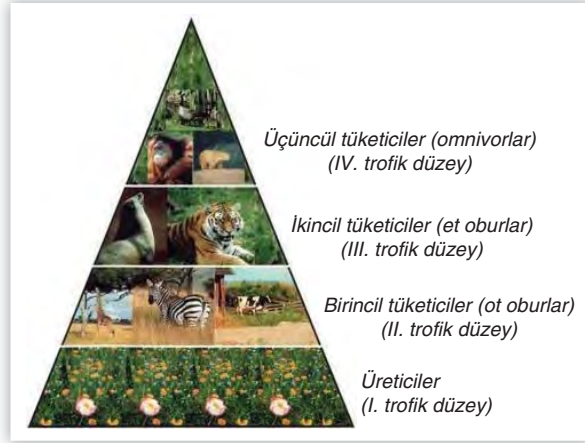 Üçüncül tüketiciler (omnivorlar)
(IV. trofik düzey)
İkincil tüketiciler (et oburlar)
(III. trofik düzey)
Birincil tüketiciler (ot oburlar)
(II. trofik düzey)
Üreticiler
(I. trofik düzey)